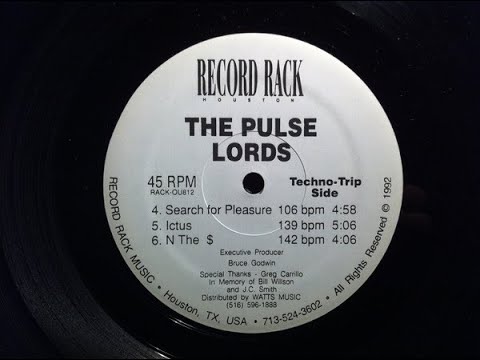 RECORD RACK
HOUSTON
THE PULSE
LORDS
45 RPM
RACK-OU812
Techno-Trip
Side
4. Search for Pleasure 106 bpm 4:58
5. Ictus 139 bpm 5:06
6. N The $ 142 bpm 4:06
Executive Producer
Bruce Godwin
Special Thanks - Greg Carrillo
In Memory of Bill Willson
and J.C. Smith
Distributed by WATTS MUSIC
(516) 596-1888
RECORD RACK MUSIC • Houston, TX, USA • 713-524-3602 • All Rights Reserved © 1992